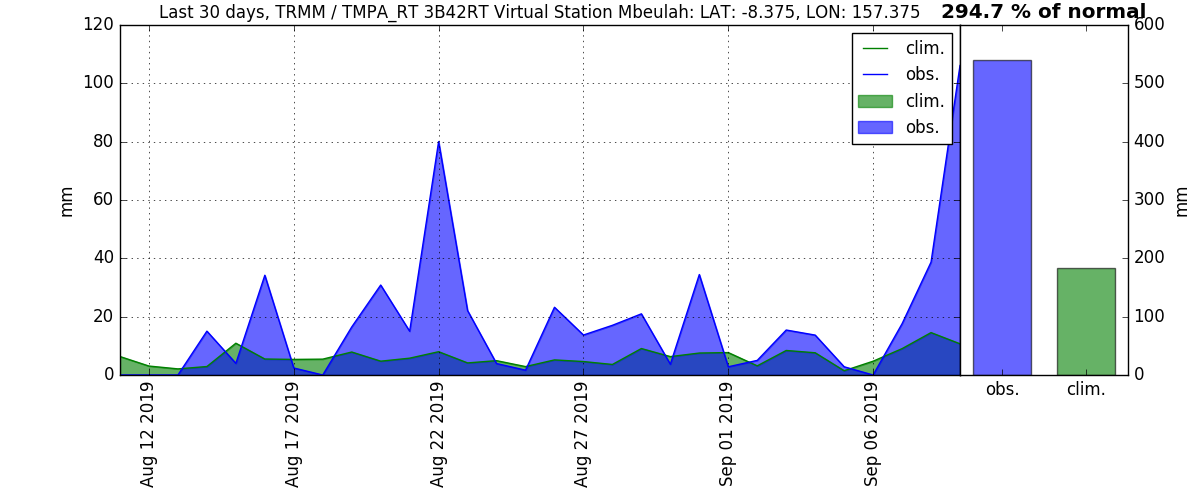 Last 30 days, TRMM / TMPA_RT 3B42RT Virtual Station Mbeulah: LAT: -8.375, LON: 157.375 294.7 % of normal
120
100
80
60
40
20
0
mm
clim.
obs.
clim.
obs.
600
500
400
300
200
100
0
mm
obs.
clim.
Aug 12 2019
Aug 17 2019
Aug 22 2019
Aug 27 2019
Sep 01 2019
Sep 06 2019